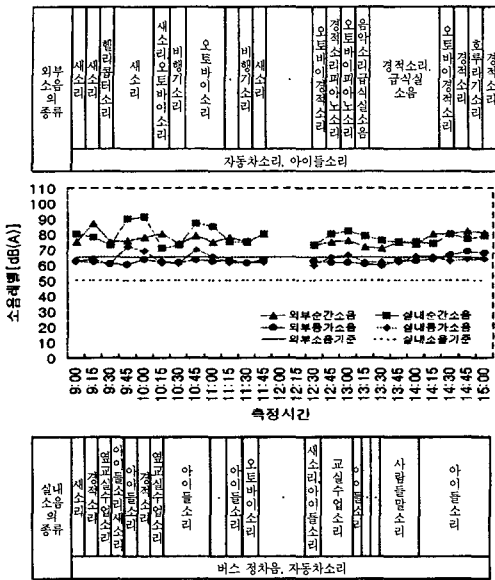 외부소음의 종류
새소리
새소리
헬리콥터소리
새소리
새소리오토바이소리
비행기소리
오토바이소리
.
비행기소리
새소리
.
오토바이경적소리
경적소리피아노소리
오토바이피아노소리
음악소리급식실소음
경적소리, 급식실소음
오토바이경적소리
경적소리
호루라기소리
경적소리
자동차소리, 아이들소리
소음레벨[dB(A)]
110
100
90
80
70
60
50
40
30
20
10
0
외부순간소음
실내순간소음
외부등가소음
실내등가소음
외부소음기준
실내소음기준
9:00
9:15
9:30
9:45
10:00
10:15
10:30
10:45
11:00
11:15
11:30
11:45
12:30
12:45
13:00
13:15
13:30
13:45
14:00
14:15
14:30
14:45
15:00
측정시간
실내소음의 종류
새소리
경적소리
옆교실수업소리
아이들소리새소리
아이들소리
경적소리
옆교실수업소리
아이들소리
.
아이들소리
오토바이소리
.
새소리,아이들소리
교실수업소리
아이들소리
.
.
사람들말소리
아이들소리
버스 정차음, 자동차소리